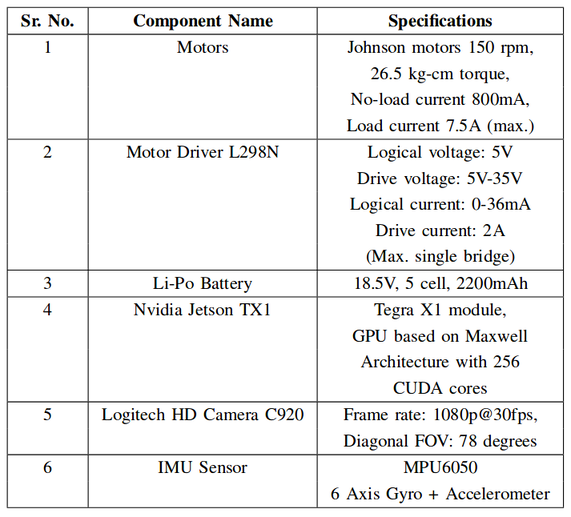 Sr. No. Component Name Specifications
1 Motors Johnson motors 150 rpm,
26.5 kg-cm torque,
No-load current 800mA,
Load current 7.5A (max.)
2 Motor Driver L298N Logical voltage: 5V
Drive voltage: 5V-35V
Logical current: 0-36mA
Drive current: 2A
(Max. single bridge)
3 Li-Po Battery 18.5V, 5 cell, 2200mAh
4 Nvidia Jetson TX1 Tegra X1 module,
GPU based on Maxwell
Architecture with 256
CUDA cores
5 Logitech HD Camera C920 Frame rate: 1080p@30fps,
Diagonal FOV: 78 degrees
6 IMU Sensor MPU6050
6 Axis Gyro + Accelerometer